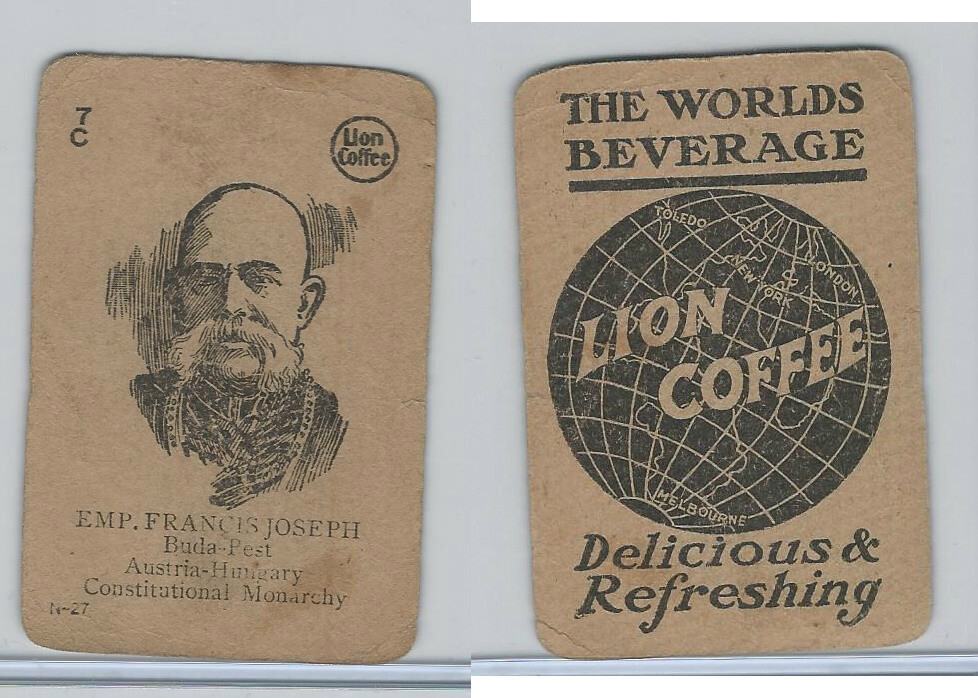 7
C
Lion
Coffee
EMP. FRANCIS JOSEPH
Buda-Pest
Austria-Hungary
Constitutional Monarchy
N-27
THE WORLDS
BEVERAGE
TOLEDO
NEW YORK
LONDON
LION
COFFEE
MELBOURNE
Delicious &
Refreshing